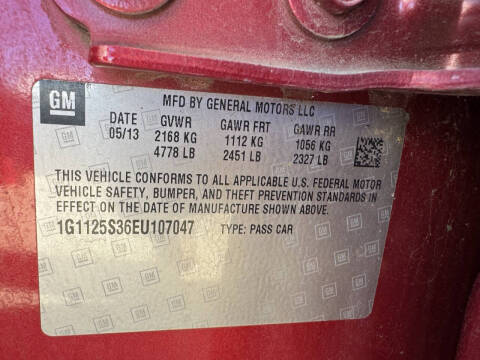 GM
MFD BY GENERAL MOTORS LLC
DATE GVWR GAWR FRT GAWR RR
05/13 2168 KG 1112 KG 1056 KG
4778 LB 2451 LB 2327 LB
THIS VEHICLE CONFORMS TO ALL APPLICABLE U.S. FEDERAL MOTOR
VEHICLE SAFETY, BUMPER, AND THEFT PREVENTION STANDARDS IN
EFFECT ON THE DATE OF MANUFACTURE SHOWN ABOVE.
1G1125S36EU107047 TYPE: PASS CAR